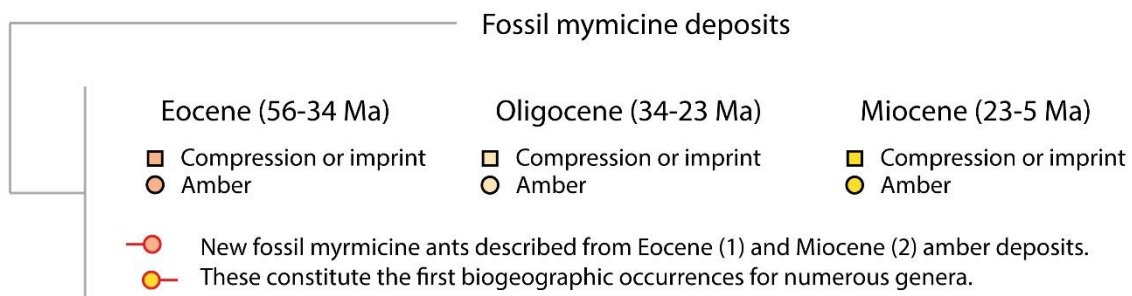 Fossil mymicine deposits
Eocene (56-34 Ma) Oligocene (34-23 Ma) Miocene (23-5 Ma)
Compression or imprint Compression or imprint Compression or imprint
Amber Amber Amber
New fossil myrmicine ants described from Eocene (1) and Miocene (2) amber deposits.
These constitute the first biogeographic occurrences for numerous genera.